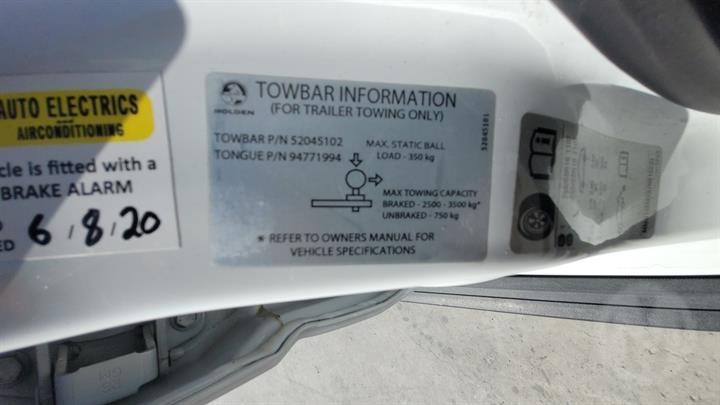 AUTO ELECTRICS
AIRCONDITIONING
cle is fitted with a
BRAKE ALARM
ED 6/8/20
HOLDEN
TOWBAR INFORMATION
(FOR TRAILER TOWING ONLY)
TOWBAR P/N 52045102
TONGUE P/N 94771994
MAX. STATIC BALL
LOAD - 350 kg
MAX TOWING CAPACITY
BRAKED - 2500 - 3500 kg*
UNBRAKED - 750 kg
* REFER TO OWNERS MANUAL FOR
VEHICLE SPECIFICATIONS
52045101